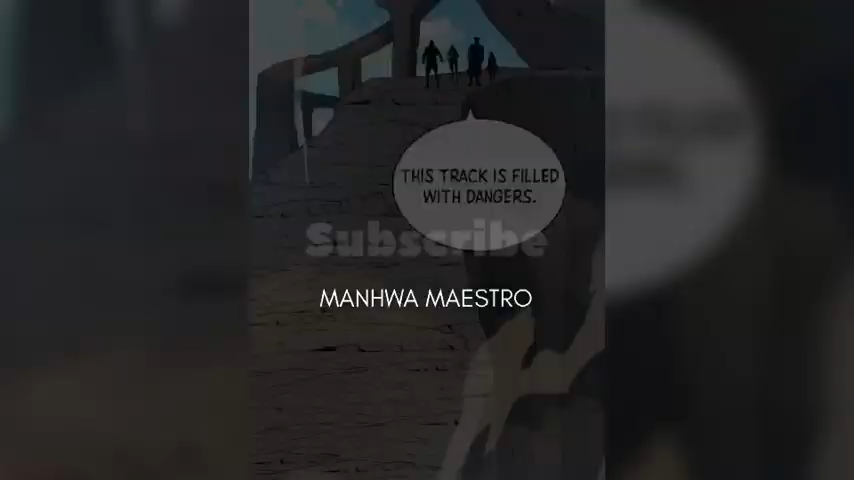 THIS TRACK IS FILLED
WITH DANGERS.
Subscribe
MANHWA MAESTRO